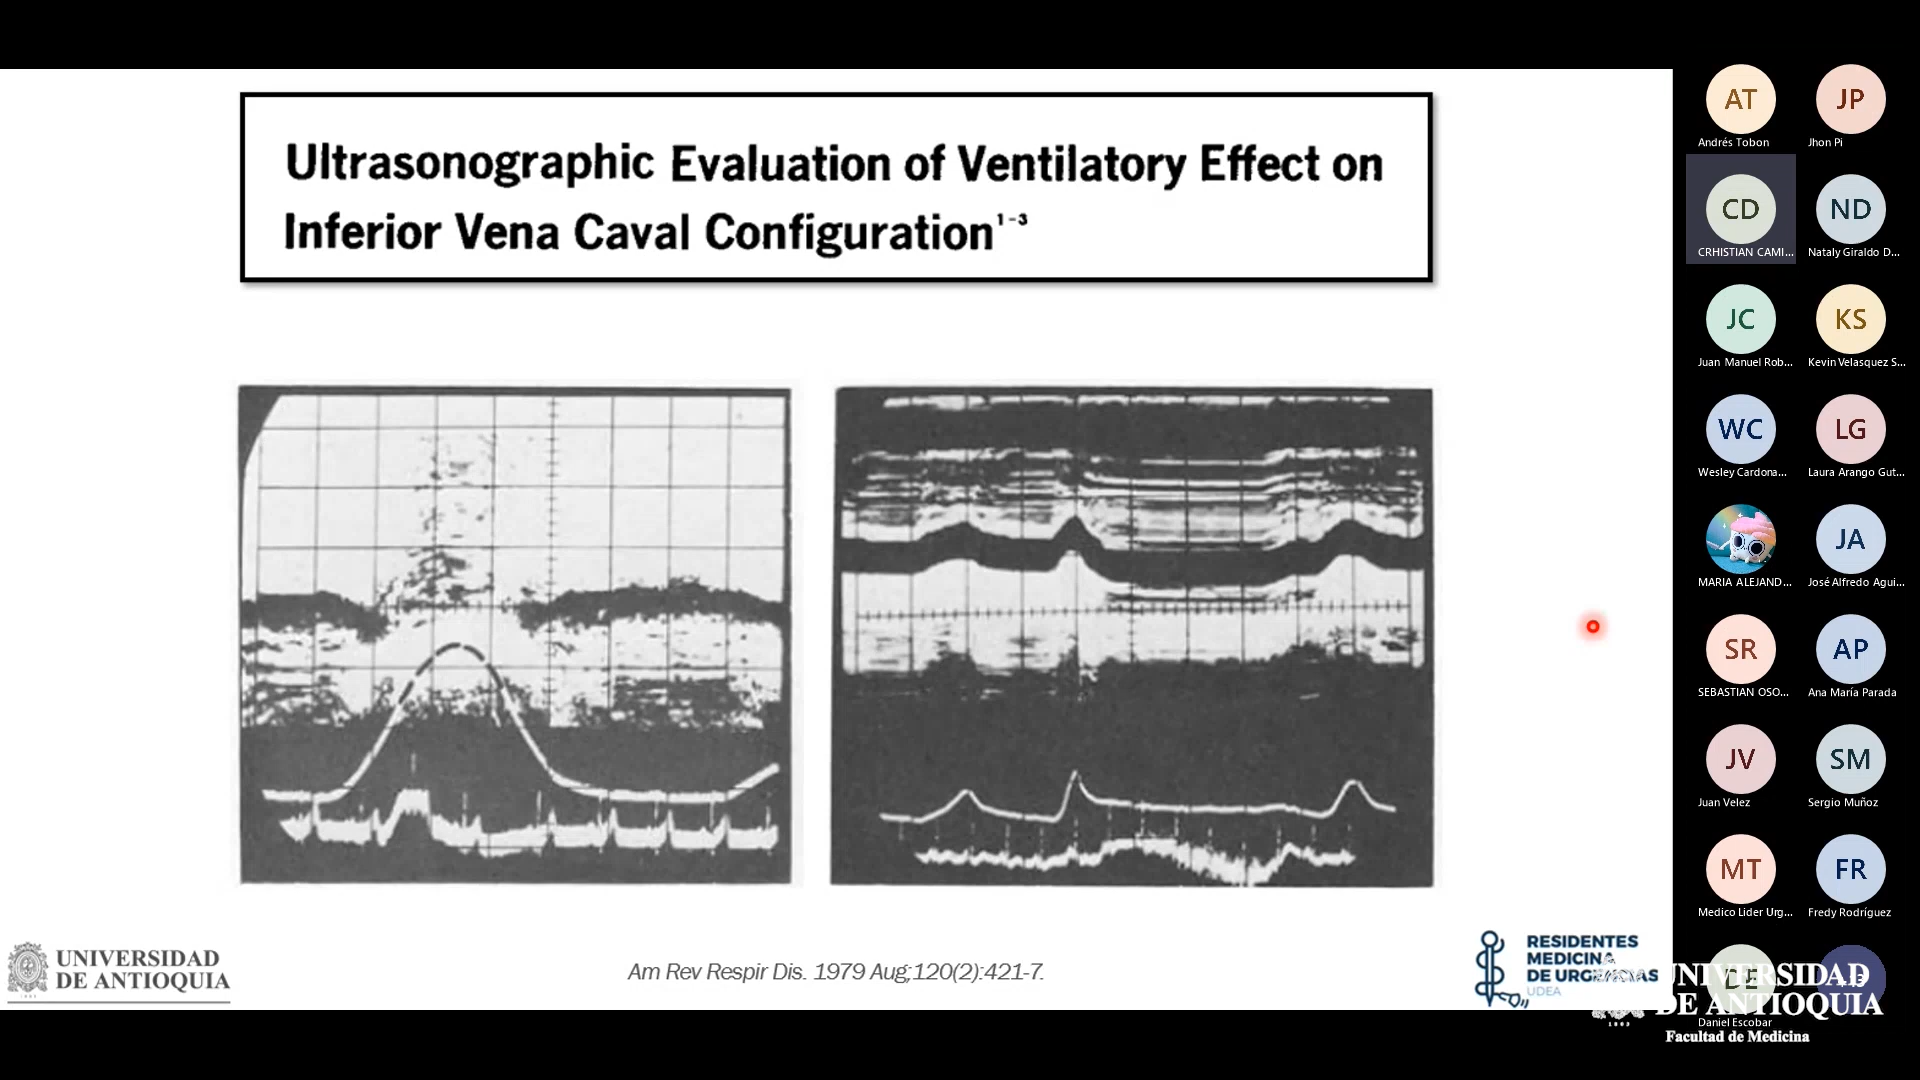 Ultrasonographic Evaluation of Ventilatory Effect on
Inferior Vena Caval Configuration¹⁻³
Am Rev Respir Dis. 1979 Aug;120(2):421-7.
UNIVERSIDAD
DE ANTIOQUIA
1803
RESIDENTES
MEDICINA
DE URGENCIAS
UDEA
AT
Andrés Tobon
JP
Jhon Pi
CD
CRHISTIAN CAMI...
ND
Nataly Giraldo D...
JC
Juan Manuel Rob...
KS
Kevin Velasquez S...
WC
Wesley Cardona...
LG
Laura Arango Gut...
MARIA ALEJAND...
JA
José Alfredo Agui...
SR
SEBASTIAN OSO...
AP
Ana María Parada
JV
Juan Velez
SM
Sergio Muñoz
MT
Medico Lider Urg...
FR
Fredy Rodríguez
DE
Daniel Escobar
UNIVERSIDAD
DE ANTIOQUIA
1803
Facultad de Medicina